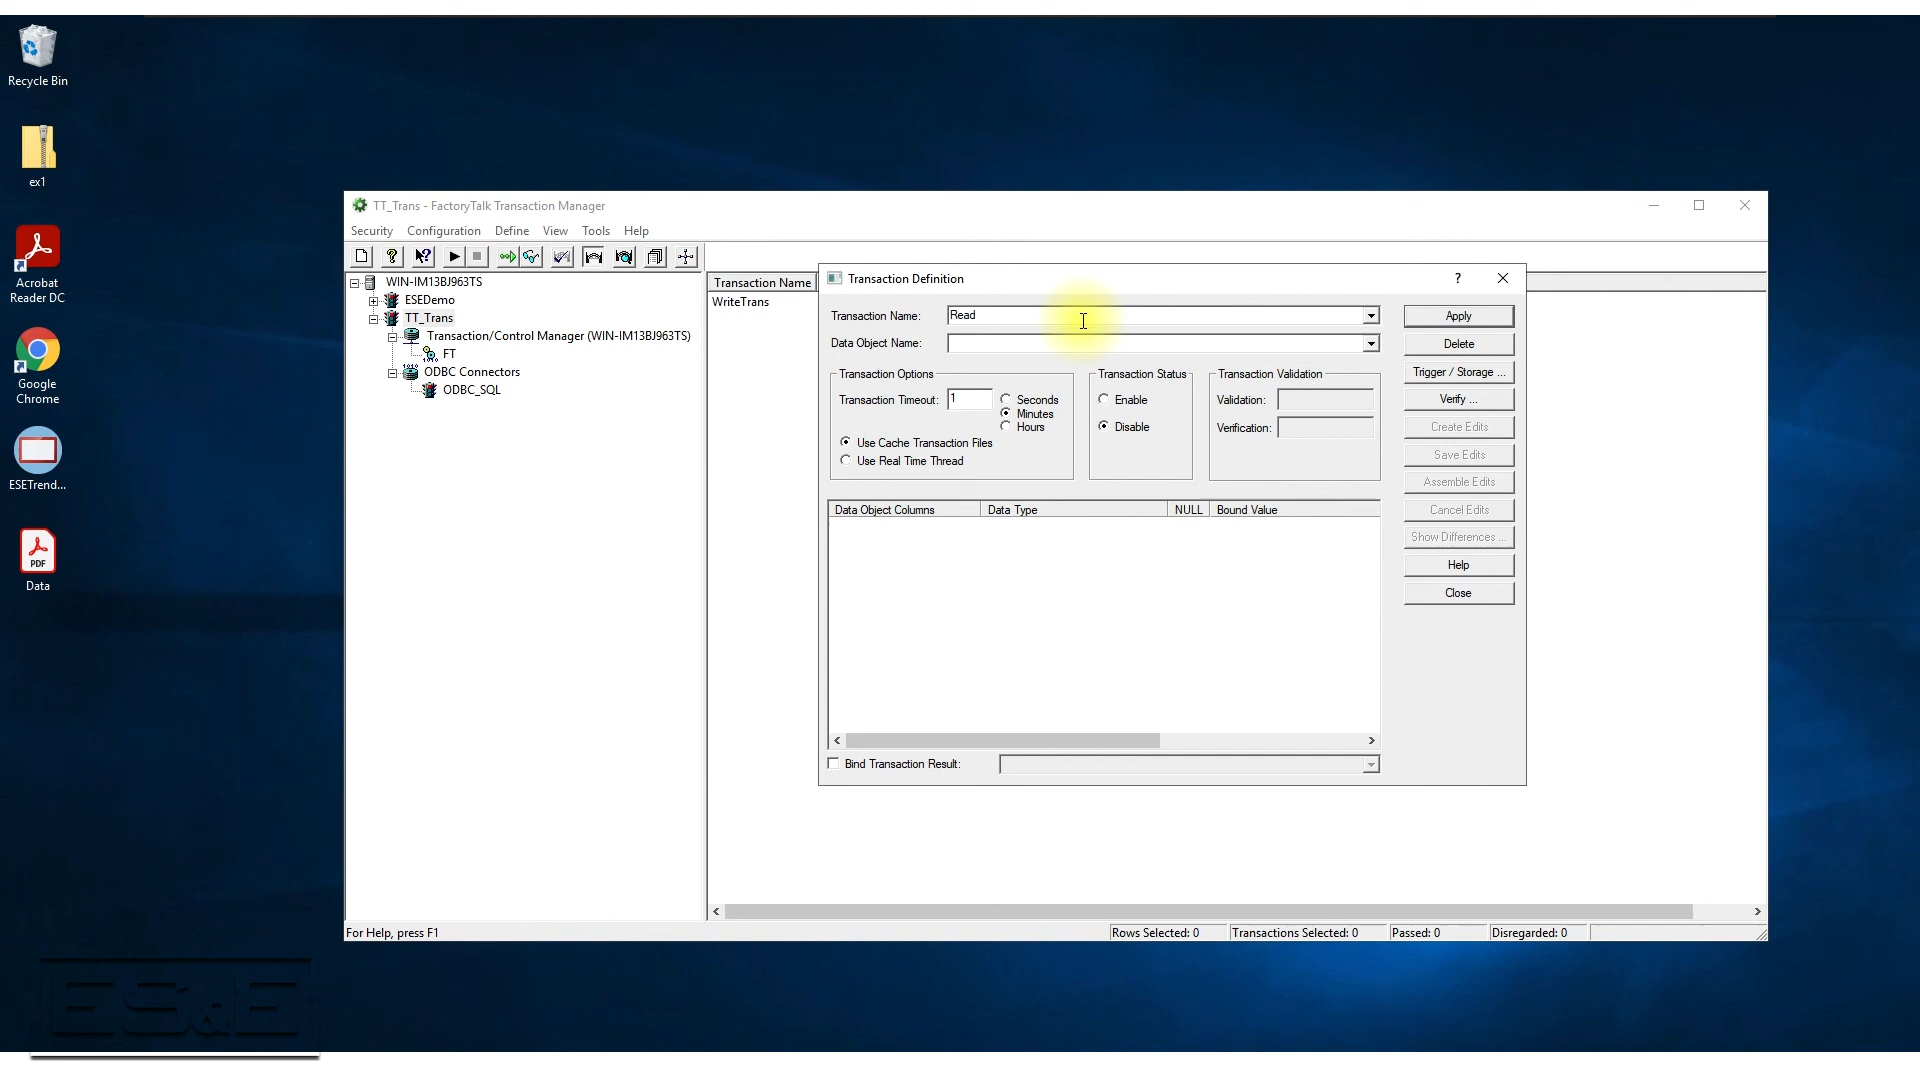 Recycle Bin
ex1
Acrobat
Reader DC
Google
Chrome
ESETrend...
PDF
Data
TT_Trans - FactoryTalk Transaction Manager
Security Configuration Define View Tools Help
WIN-IM13BJ963TS
ESEDemo
TT_Trans
Transaction/Control Manager (WIN-IM13BJ963TS)
FT
ODBC Connectors
ODBC_SQL
Transaction Name
WriteTrans
Transaction Definition
Transaction Name: Read
Data Object Name:
Transaction Options
Transaction Timeout: 1
Seconds
Minutes
Hours
Use Cache Transaction Files
Use Real Time Thread
Transaction Status
Enable
Disable
Transaction Validation
Validation:
Verification:
Apply
Delete
Trigger / Storage ...
Verify ...
Create Edits
Save Edits
Assemble Edits
Cancel Edits
Show Differences ...
Help
Close
Data Object Columns Data Type NULL Bound Value
Bind Transaction Result:
For Help, press F1
Rows Selected: 0 Transactions Selected: 0 Passed: 0 Disregarded: 0
ES&E